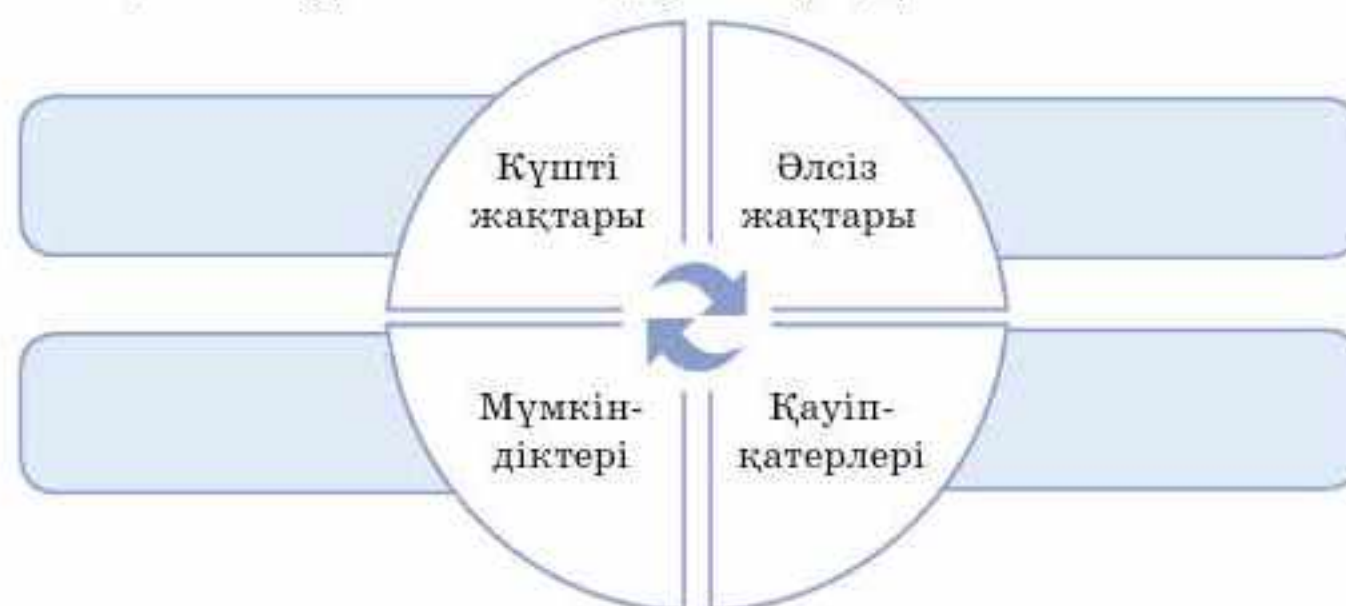 Күшті
жақтары
Әлсіз
жақтары
Мүмкін-
діктері
Қауіп-
қатерлері